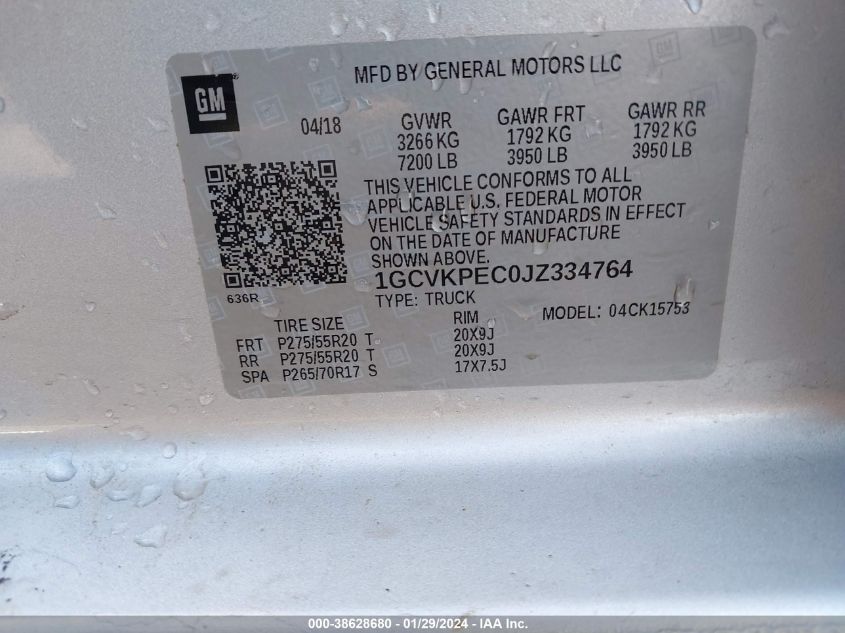 MFD BY GENERAL MOTORS LLC
GM®
04/18 GVWR GAWR FRT GAWR RR
3266 KG 1792 KG 1792 KG
7200 LB 3950 LB 3950 LB
THIS VEHICLE CONFORMS TO ALL
APPLICABLE U.S. FEDERAL MOTOR
VEHICLE SAFETY STANDARDS IN EFFECT
ON THE DATE OF MANUFACTURE
SHOWN ABOVE.
1GCVKPEC0JZ334764
636R TYPE: TRUCK
MODEL: 04CK15753
TIRE SIZE RIM
FRT P275/55R20 T 20X9J
RR P275/55R20 T 20X9J
SPA P265/70R17 S 17X7.5J
000-38628680 - 01/29/2024 - IAA Inc.